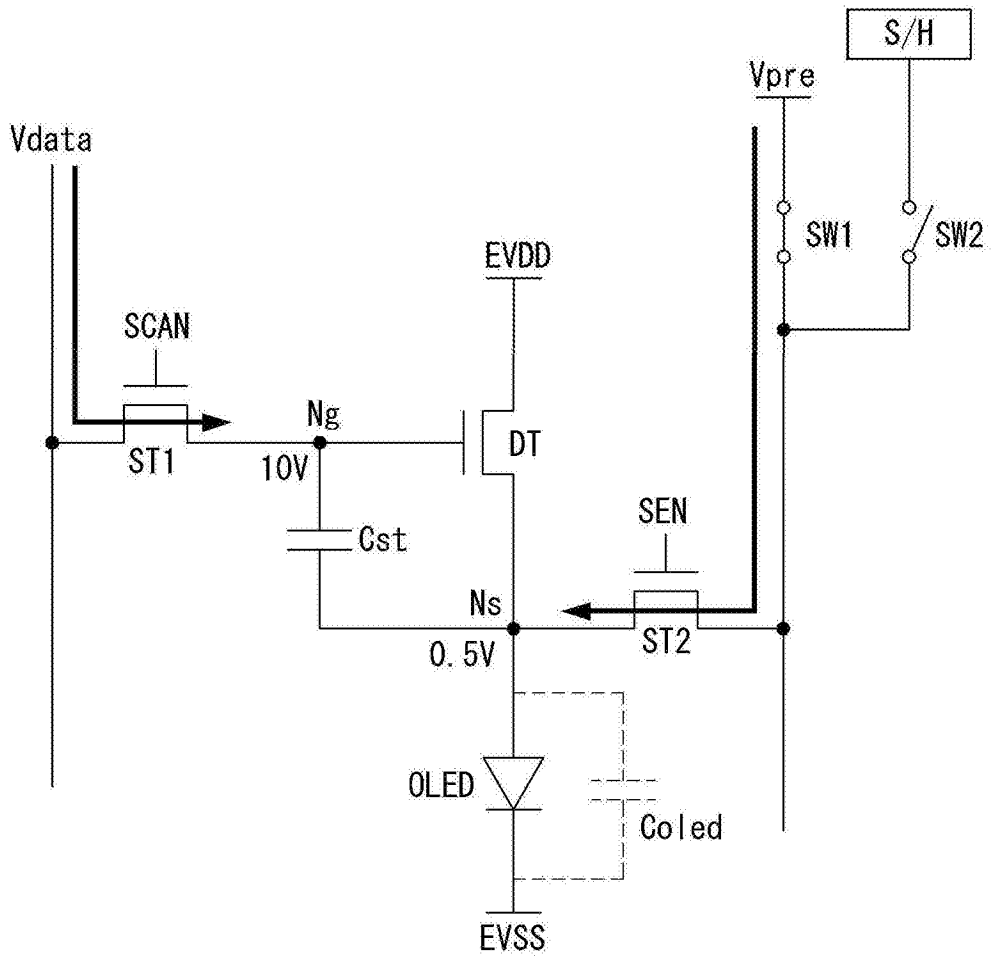 S/H
Vpre
Vdata
SW1
SW2
EVDD
SCAN
Ng
DT
ST1
10V
SEN
Cst
Ns
ST2
0.5V
OLED
Coled
EVSS